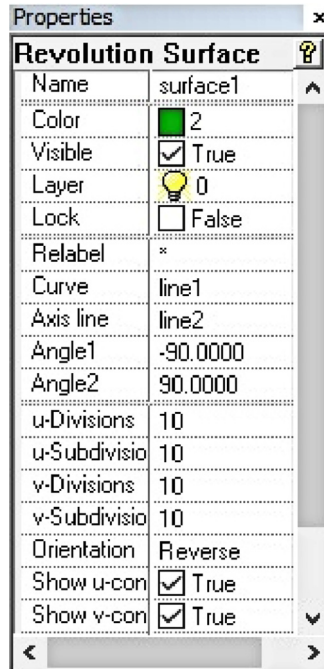 Properties
Revolution Surface
Name surface1
Color 2
Visible True
Layer 0
Lock False
Relabel *
Curve line1
Axis line line2
Angle1 -90.0000
Angle2 90.0000
u-Divisions 10
u-Subdivisio 10
v-Divisions 10
v-Subdivisio 10
Orientation Reverse
Show u-con True
Show v-con True